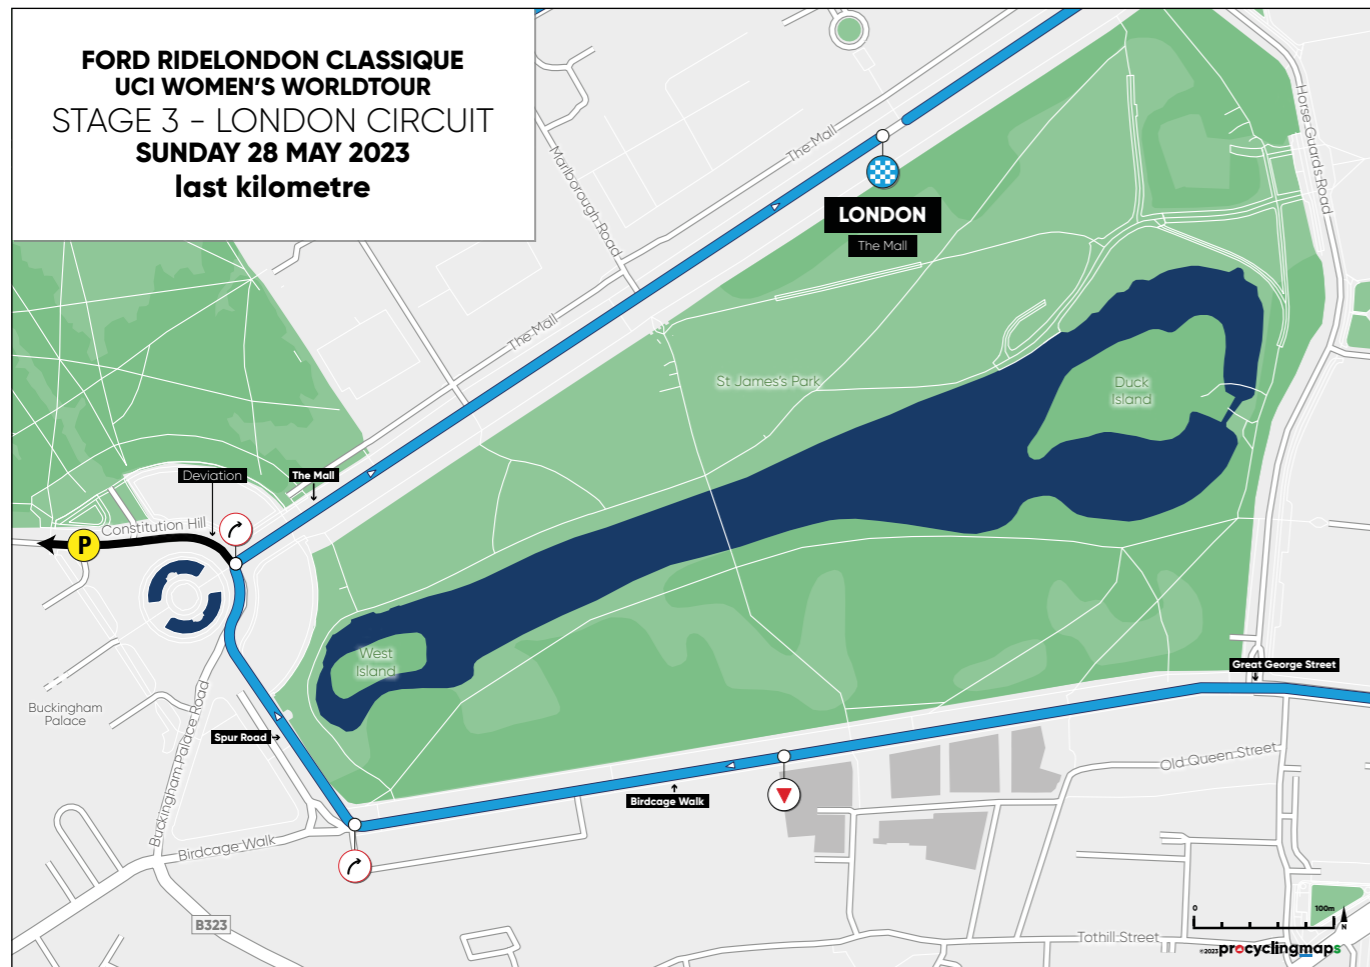 FORD RIDELONDON CLASSIQUE
UCI WOMEN'S WORLDTOUR
STAGE 3 - LONDON CIRCUIT
SUNDAY 28 MAY 2023
last kilometre
The Mall
Marlborough Road
Horse Guards Road
LONDON
The Mall
The Mall
St James's Park
Duck
Island
Deviation
The Mall
Constitution Hill
P
West
Island
Great George Street
Buckingham
Palace
Buckingham Palace Road
Spur Road
Old Queen Street
Birdcage Walk
Birdcage Walk
B323
Tothill Street
0
100m
N
©2023 procyclingmaps